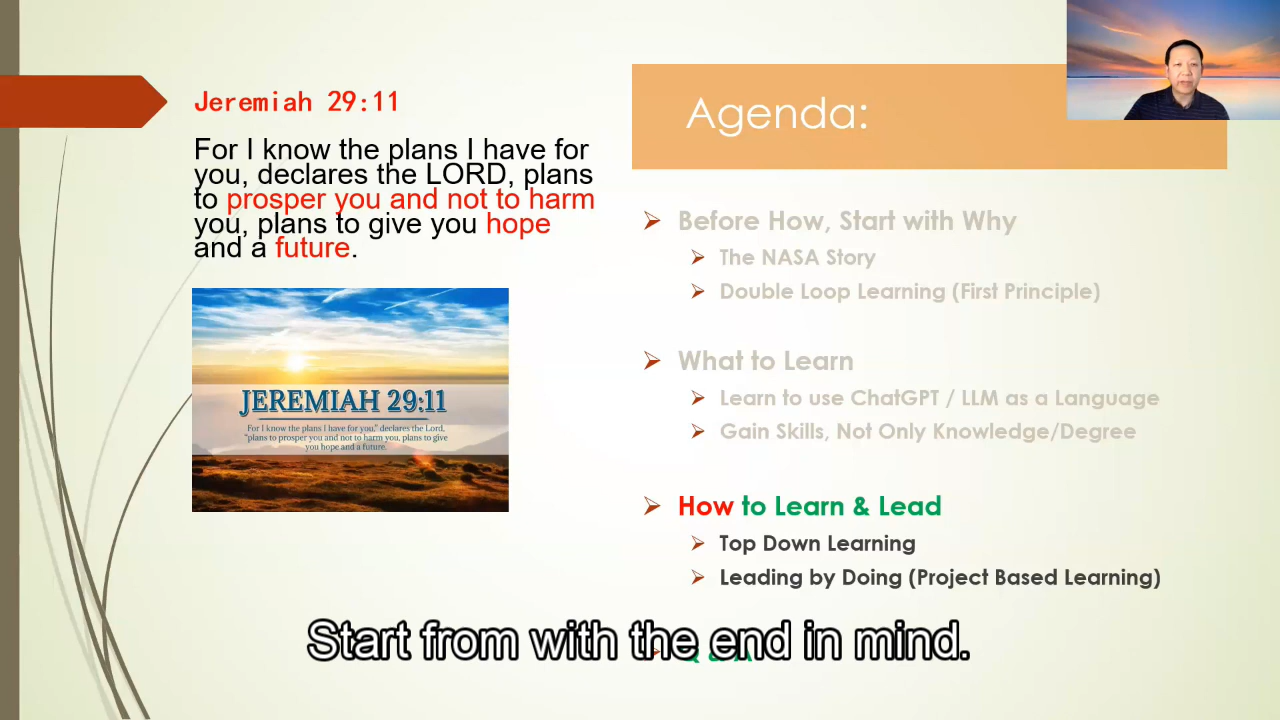 Jeremiah 29:11
For I know the plans I have for
you, declares the LORD, plans
to prosper you and not to harm
you, plans to give you hope
and a future.
JEREMIAH 29:11
For I know the plans I have for you," declares the Lord,
"plans to prosper you and not to harm you, plans to give
you hope and a future."
Agenda:
Before How, Start with Why
The NASA Story
Double Loop Learning (First Principle)
What to Learn
Learn to use ChatGPT / LLM as a Language
Gain Skills, Not Only Knowledge/Degree
How to Learn & Lead
Top Down Learning
Leading by Doing (Project Based Learning)
Start from with the end in mind.